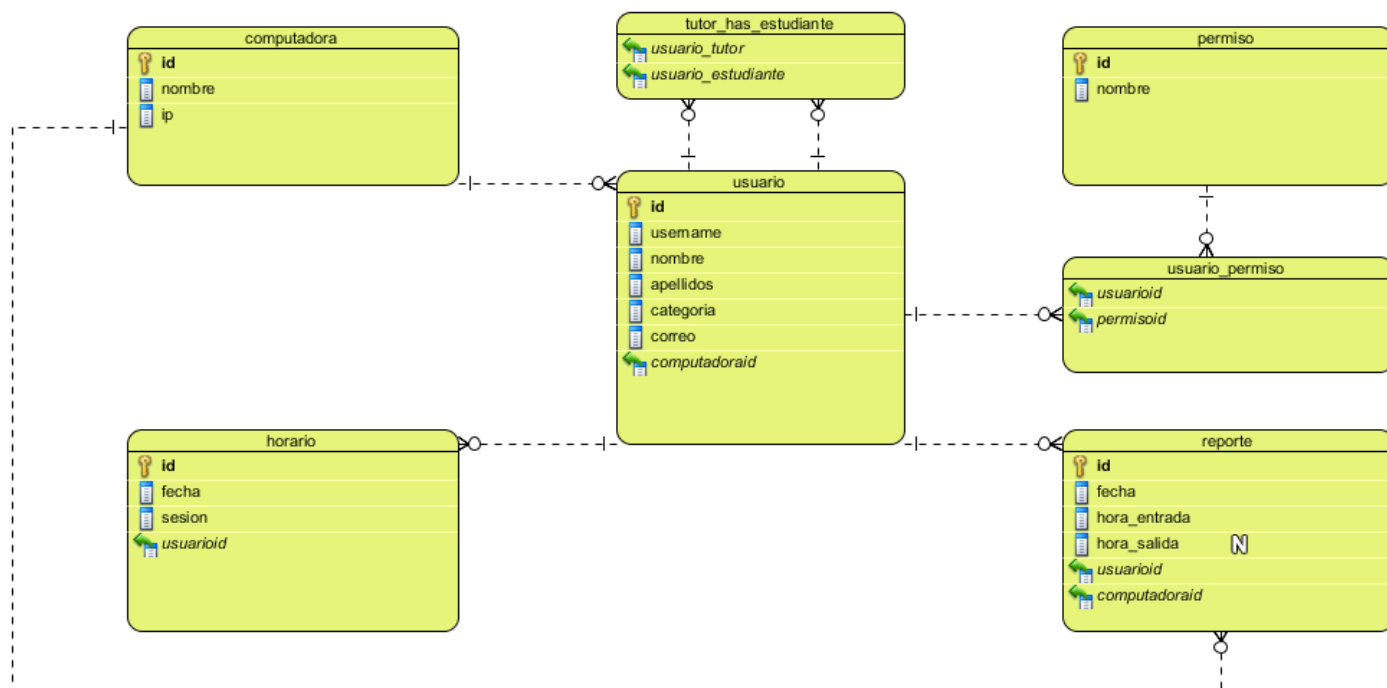 computadora
id
nombre
ip
tutor_has_estudiante
usuario_tutor
usuario_estudiante
permiso
id
nombre
usuario
id
username
nombre
apellidos
categoria
correo
computadoraid
usuario_permiso
usuarioid
permisoid
horario
id
fecha
sesion
usuarioid
reporte
id
fecha
hora_entrada
hora_salida N
usuarioid
computadoraid